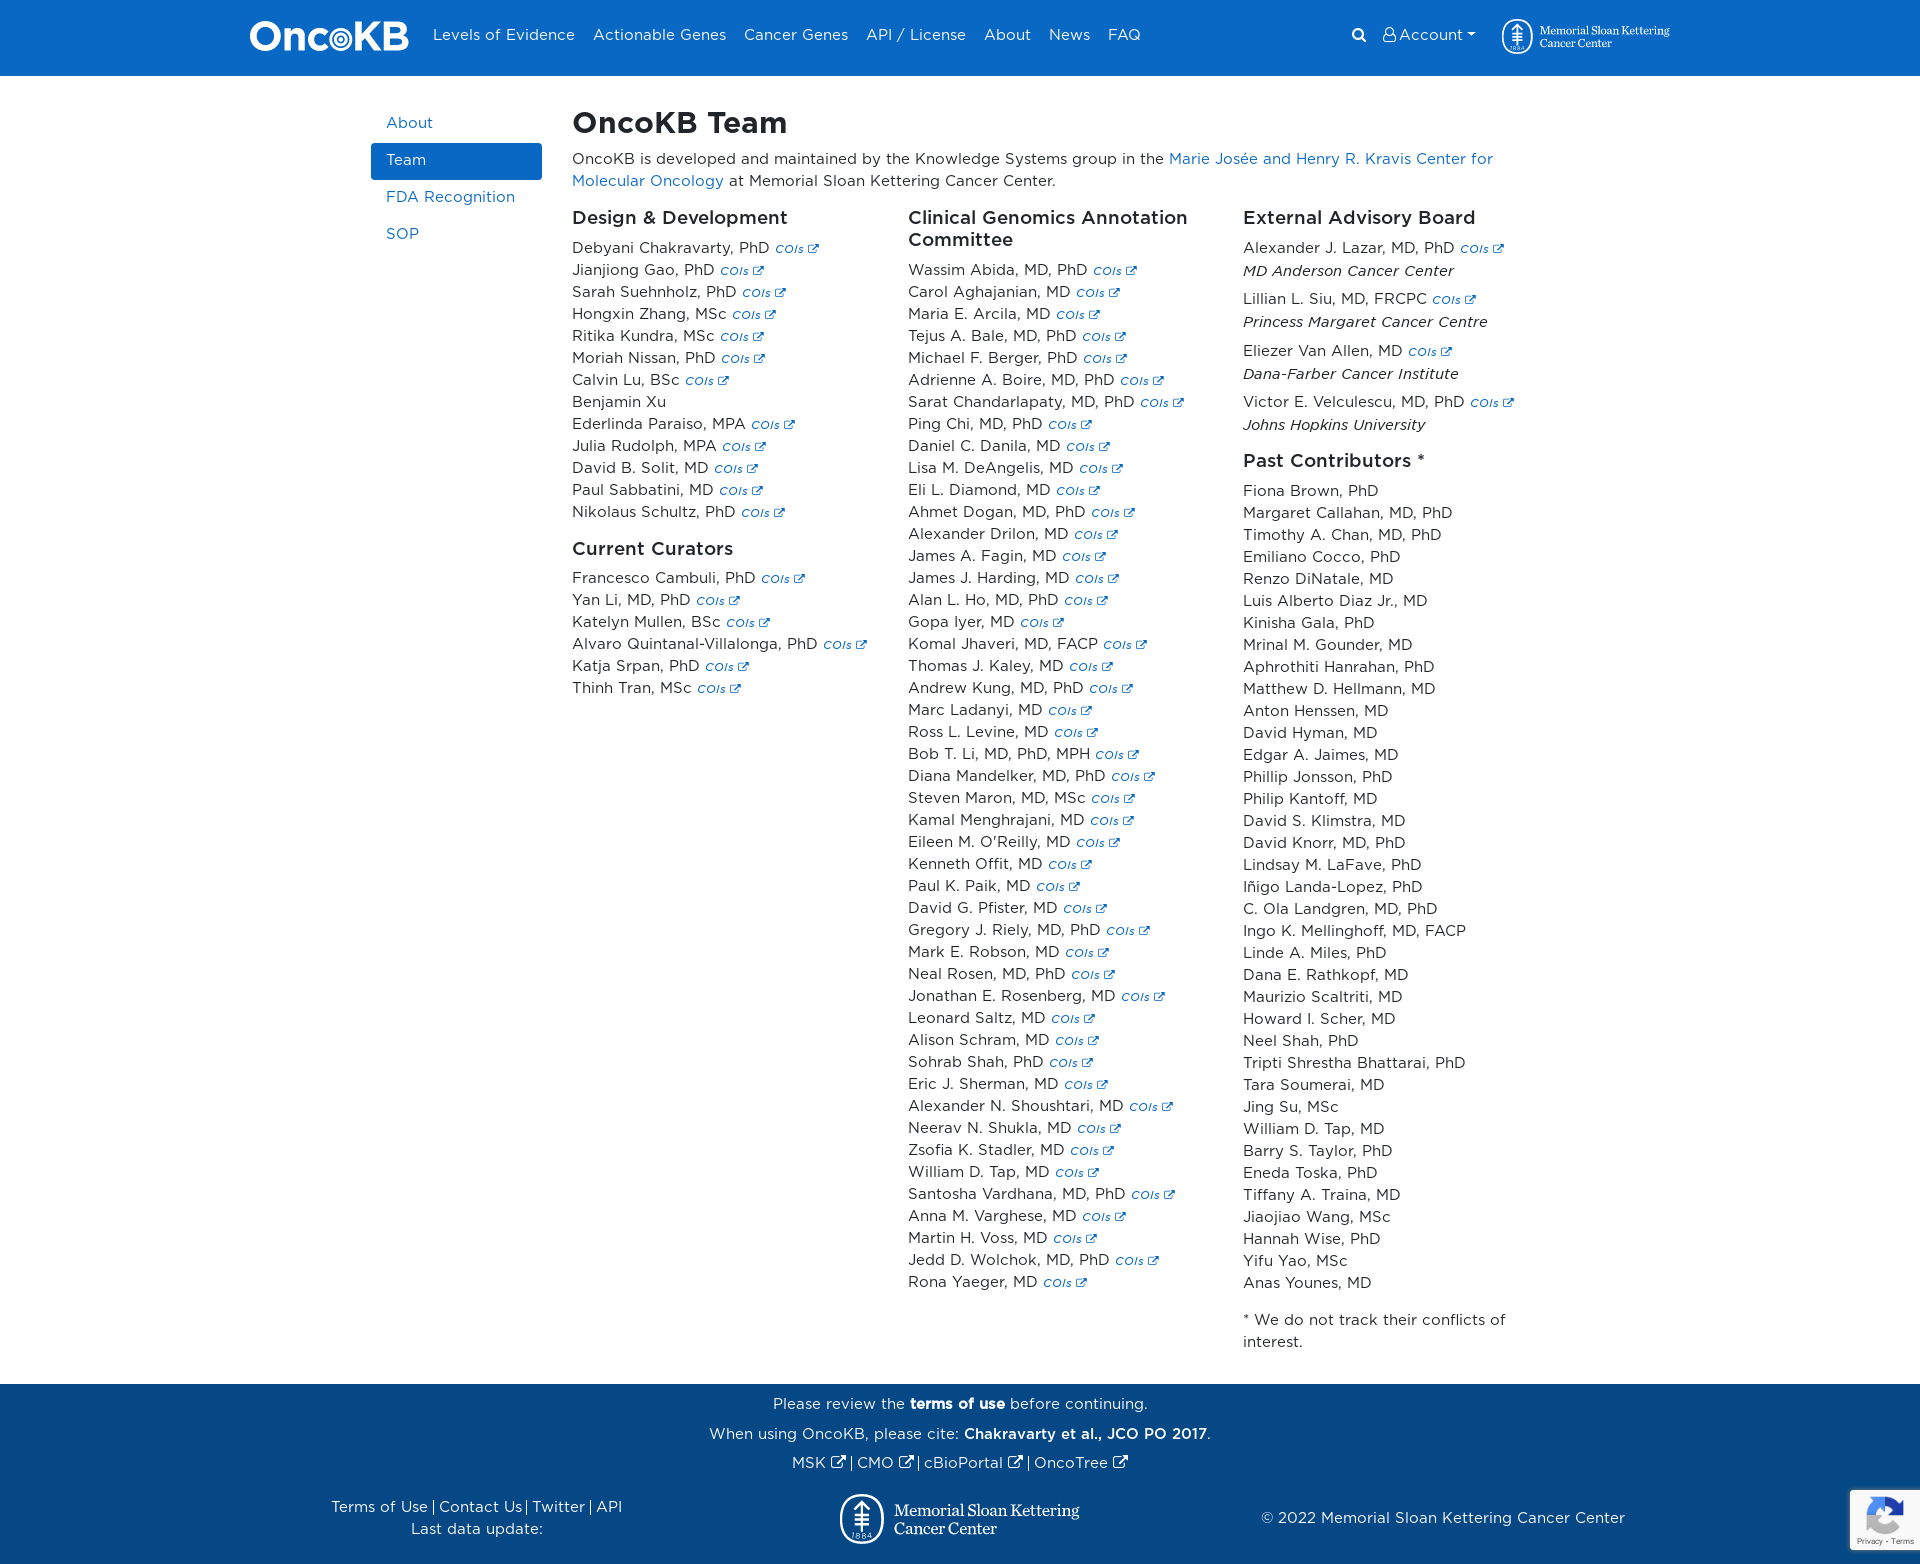 OncoKB Levels of Evidence Actionable Genes Cancer Genes API / License About News FAQ Account Memorial Sloan Kettering Cancer Center 1884
About
Team
FDA Recognition
SOP
OncoKB Team
OncoKB is developed and maintained by the Knowledge Systems group in the Marie Josée and Henry R. Kravis Center for
Molecular Oncology at Memorial Sloan Kettering Cancer Center.
Design & Development
Debyani Chakravarty, PhD COIs
Jianjiong Gao, PhD COIs
Sarah Suehnholz, PhD COIs
Hongxin Zhang, MSc COIs
Ritika Kundra, MSc COIs
Moriah Nissan, PhD COIs
Calvin Lu, BSc COIs
Benjamin Xu
Ederlinda Paraiso, MPA COIs
Julia Rudolph, MPA COIs
David B. Solit, MD COIs
Paul Sabbatini, MD COIs
Nikolaus Schultz, PhD COIs
Current Curators
Francesco Cambuli, PhD COIs
Yan Li, MD, PhD COIs
Katelyn Mullen, BSc COIs
Alvaro Quintanal-Villalonga, PhD COIs
Katja Srpan, PhD COIs
Thinh Tran, MSc COIs
Clinical Genomics Annotation
Committee
Wassim Abida, MD, PhD COIs
Carol Aghajanian, MD COIs
Maria E. Arcila, MD COIs
Tejus A. Bale, MD, PhD COIs
Michael F. Berger, PhD COIs
Adrienne A. Boire, MD, PhD COIs
Sarat Chandarlapaty, MD, PhD COIs
Ping Chi, MD, PhD COIs
Daniel C. Danila, MD COIs
Lisa M. DeAngelis, MD COIs
Eli L. Diamond, MD COIs
Ahmet Dogan, MD, PhD COIs
Alexander Drilon, MD COIs
James A. Fagin, MD COIs
James J. Harding, MD COIs
Alan L. Ho, MD, PhD COIs
Gopa Iyer, MD COIs
Komal Jhaveri, MD, FACP COIs
Thomas J. Kaley, MD COIs
Andrew Kung, MD, PhD COIs
Marc Ladanyi, MD COIs
Ross L. Levine, MD COIs
Bob T. Li, MD, PhD, MPH COIs
Diana Mandelker, MD, PhD COIs
Steven Maron, MD, MSc COIs
Kamal Menghrajani, MD COIs
Eileen M. O'Reilly, MD COIs
Kenneth Offit, MD COIs
Paul K. Paik, MD COIs
David G. Pfister, MD COIs
Gregory J. Riely, MD, PhD COIs
Mark E. Robson, MD COIs
Neal Rosen, MD, PhD COIs
Jonathan E. Rosenberg, MD COIs
Leonard Saltz, MD COIs
Alison Schram, MD COIs
Sohrab Shah, PhD COIs
Eric J. Sherman, MD COIs
Alexander N. Shoushtari, MD COIs
Neerav N. Shukla, MD COIs
Zsofia K. Stadler, MD COIs
William D. Tap, MD COIs
Santosha Vardhana, MD, PhD COIs
Anna M. Varghese, MD COIs
Martin H. Voss, MD COIs
Jedd D. Wolchok, MD, PhD COIs
Rona Yaeger, MD COIs
External Advisory Board
Alexander J. Lazar, MD, PhD COIs
MD Anderson Cancer Center
Lillian L. Siu, MD, FRCPC COIs
Princess Margaret Cancer Centre
Eliezer Van Allen, MD COIs
Dana-Farber Cancer Institute
Victor E. Velculescu, MD, PhD COIs
Johns Hopkins University
Past Contributors *
Fiona Brown, PhD
Margaret Callahan, MD, PhD
Timothy A. Chan, MD, PhD
Emiliano Cocco, PhD
Renzo DiNatale, MD
Luis Alberto Diaz Jr., MD
Kinisha Gala, PhD
Mrinal M. Gounder, MD
Aphrothiti Hanrahan, PhD
Matthew D. Hellmann, MD
Anton Henssen, MD
David Hyman, MD
Edgar A. Jaimes, MD
Phillip Jonsson, PhD
Philip Kantoff, MD
David S. Klimstra, MD
David Knorr, MD, PhD
Lindsay M. LaFave, PhD
Iñigo Landa-Lopez, PhD
C. Ola Landgren, MD, PhD
Ingo K. Mellinghoff, MD, FACP
Linde A. Miles, PhD
Dana E. Rathkopf, MD
Maurizio Scaltriti, MD
Howard I. Scher, MD
Neel Shah, PhD
Tripti Shrestha Bhattarai, PhD
Tara Soumerai, MD
Jing Su, MSc
William D. Tap, MD
Barry S. Taylor, PhD
Eneda Toska, PhD
Tiffany A. Traina, MD
Jiaojiao Wang, MSc
Hannah Wise, PhD
Yifu Yao, MSc
Anas Younes, MD
* We do not track their conflicts of
interest.
Please review the terms of use before continuing.
When using OncoKB, please cite: Chakravarty et al., JCO PO 2017.
MSK | CMO | cBioPortal | OncoTree
Terms of Use | Contact Us | Twitter | API
Last data update:
1884 Memorial Sloan Kettering
Cancer Center
© 2022 Memorial Sloan Kettering Cancer Center
Privacy - Terms